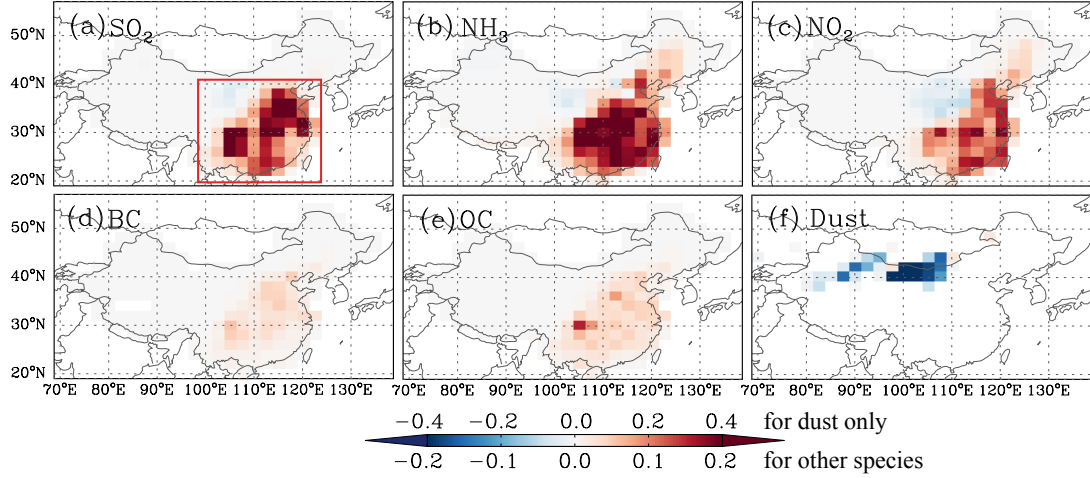 (a) SO2
(b) NH3
(c) NO2
50°N
40°N
30°N
20°N
(d) BC
(e) OC
(f) Dust
50°N
40°N
30°N
20°N
70°E 80°E 90°E 100°E 110°E 120°E 130°E
70°E 80°E 90°E 100°E 110°E 120°E 130°E
70°E 80°E 90°E 100°E 110°E 120°E 130°E
−0.4 −0.2 0.0 0.2 0.4 for dust only
−0.2 −0.1 0.0 0.1 0.2 for other species